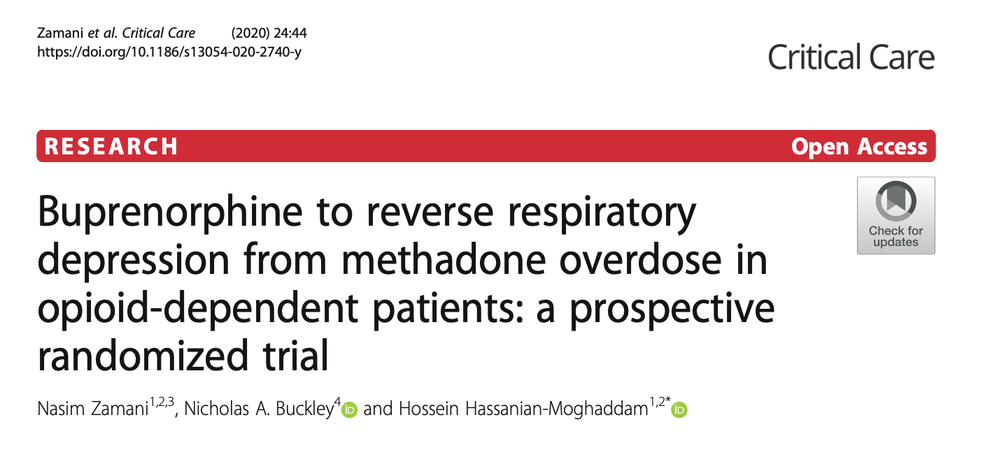 Zamani et al. Critical Care (2020) 24:44
https://doi.org/10.1186/s13054-020-2740-y
Critical Care
RESEARCH Open Access
Buprenorphine to reverse respiratory
depression from methadone overdose in
opioid-dependent patients: a prospective
randomized trial
Check for
updates
Nasim Zamani1,2,3, Nicholas A. Buckley4 iD and Hossein Hassanian-Moghaddam1,2* iD